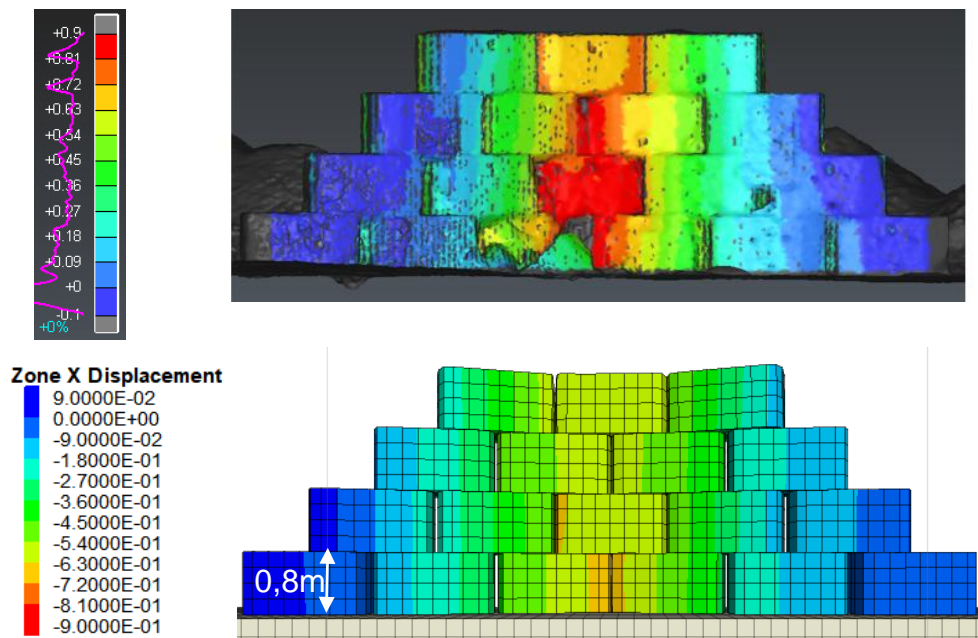 +0.9
+0.81
+0.72
+0.63
+0.54
+0.45
+0.36
+0.27
+0.18
+0.09
+0
-0.1
+0%
Zone X Displacement
9.0000E-02
0.0000E+00
-9.0000E-02
-1.8000E-01
-2.7000E-01
-3.6000E-01
-4.5000E-01
-5.4000E-01
-6.3000E-01
-7.2000E-01
-8.1000E-01
-9.0000E-01
0,8m